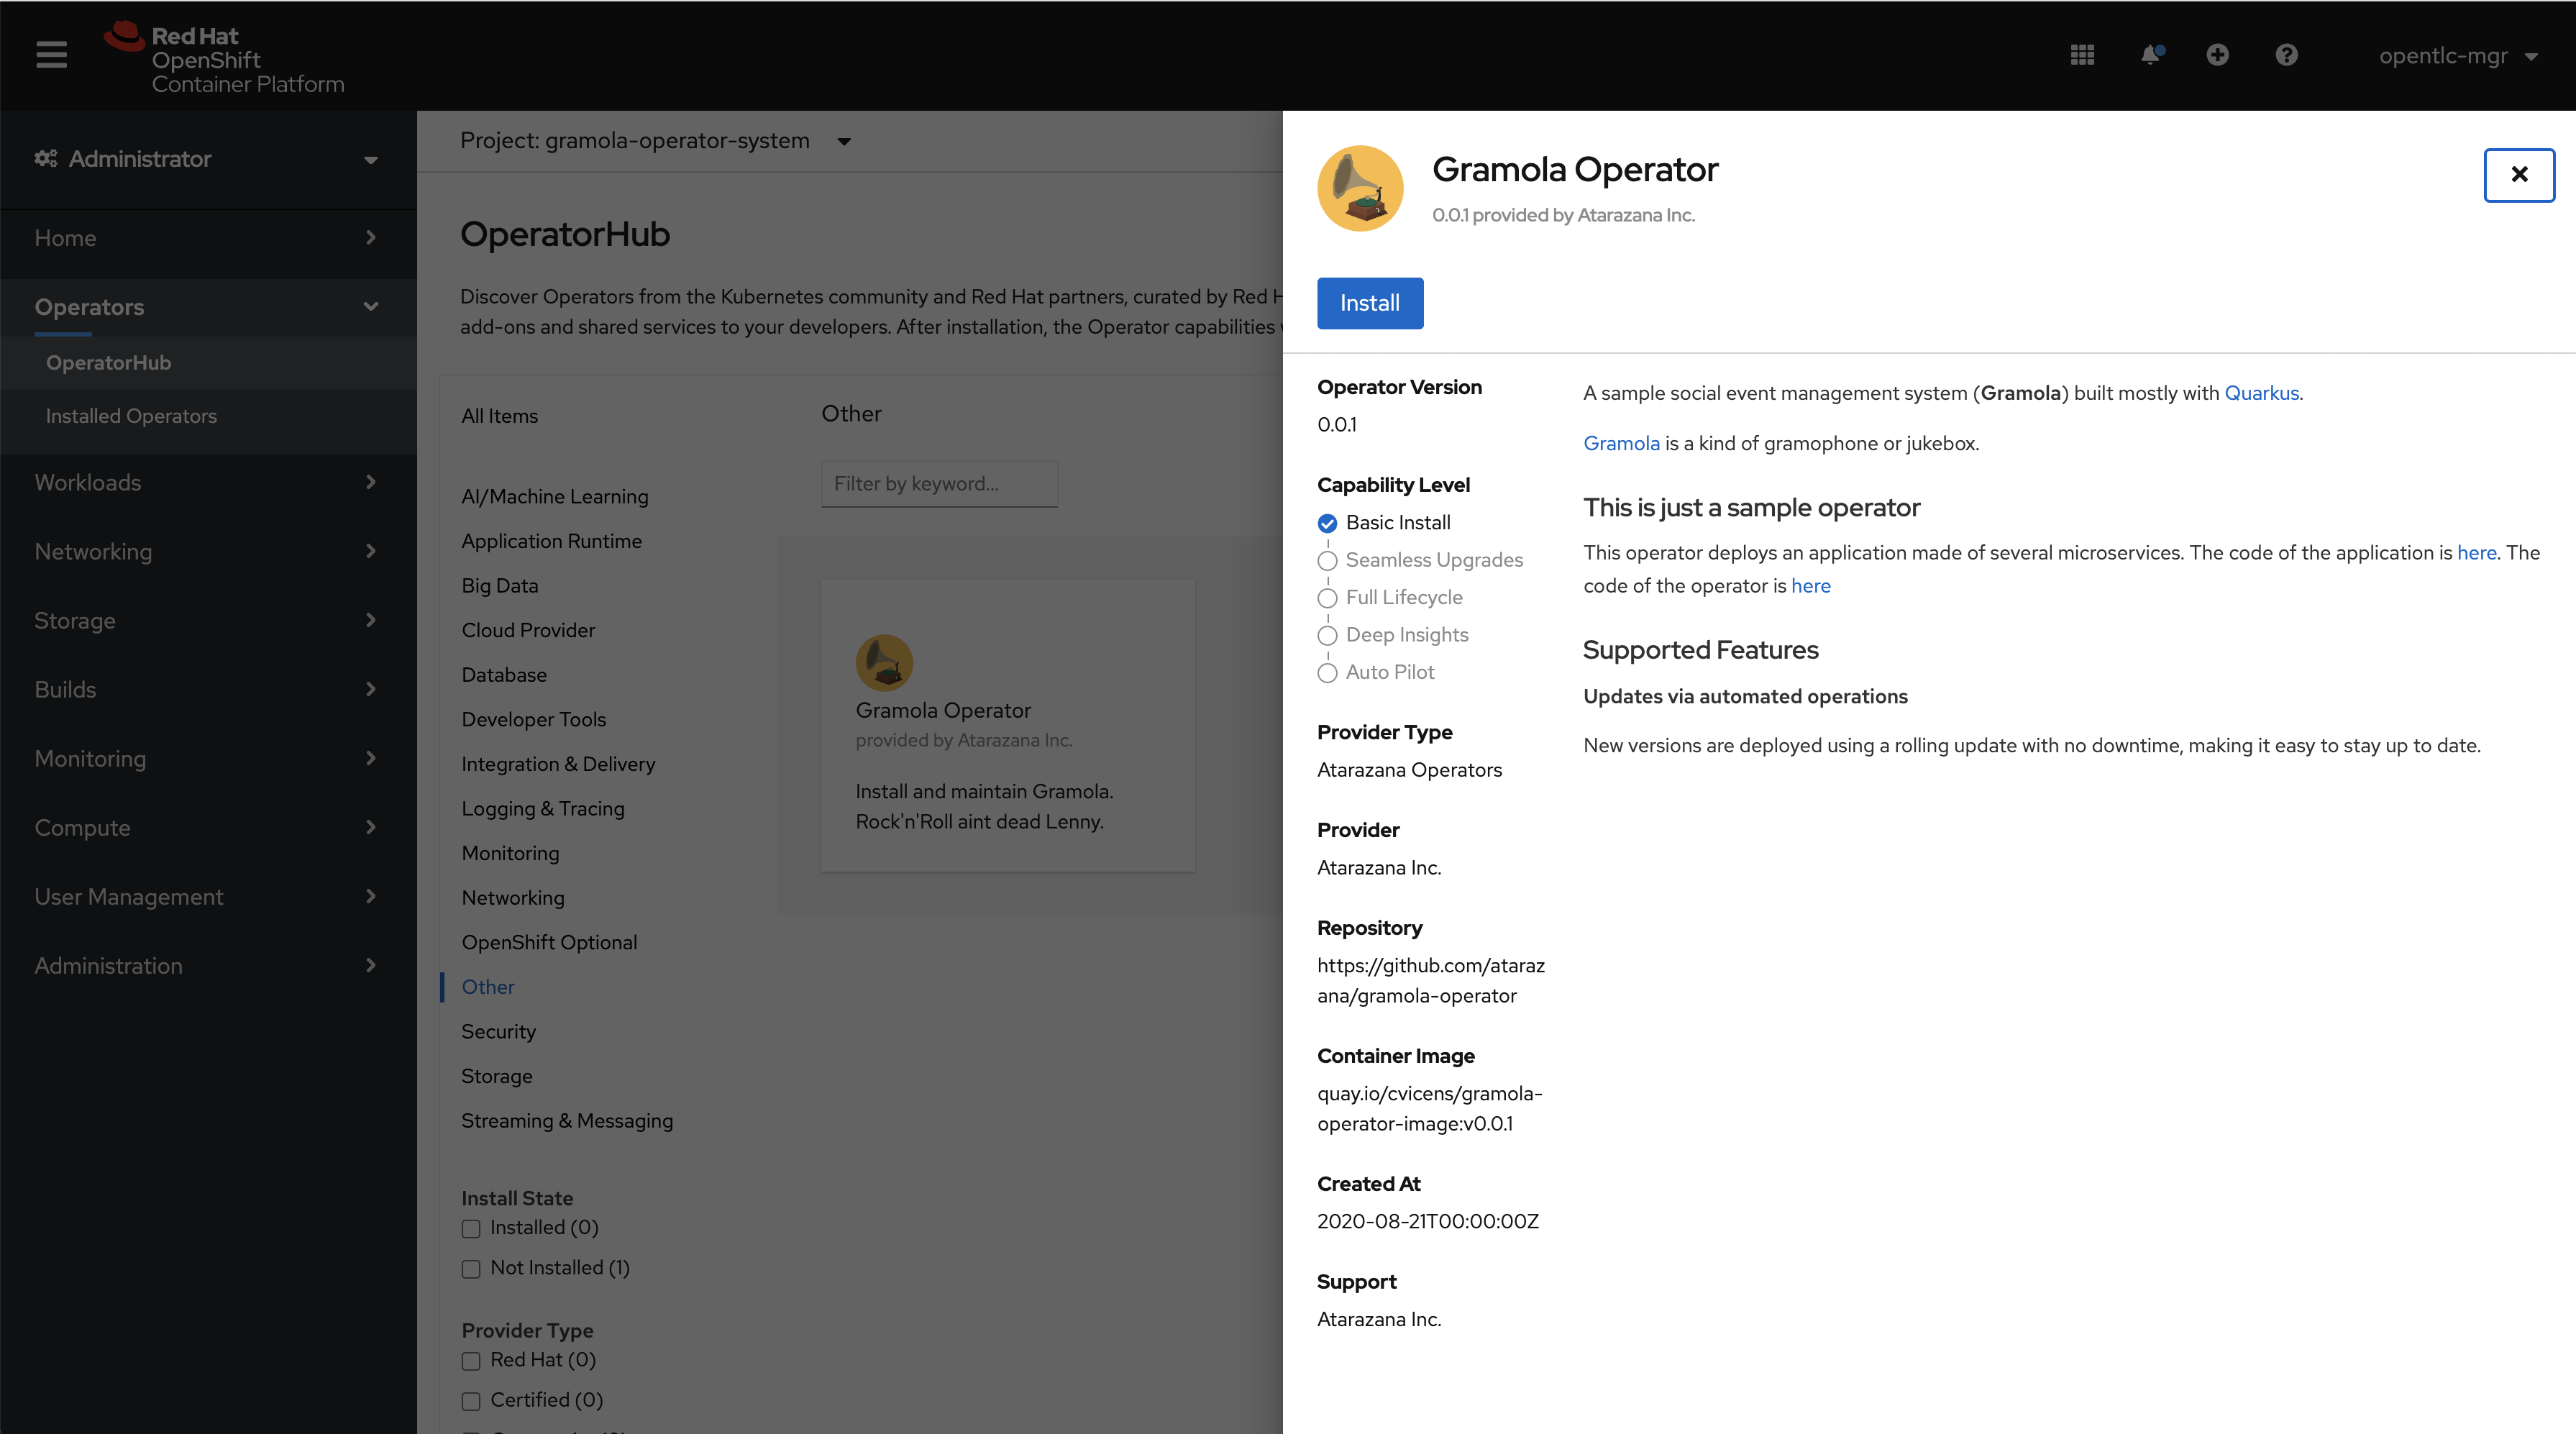 Red Hat
OpenShift
Container Platform
opentlc-mgr
Administrator
Home
Operators
OperatorHub
Installed Operators
Workloads
Networking
Storage
Builds
Monitoring
Compute
User Management
Administration
Project: gramola-operator-system
OperatorHub
Discover Operators from the Kubernetes community and Red Hat partners, curated by Red H
add-ons and shared services to your developers. After installation, the Operator capabilities
All Items
AI/Machine Learning
Application Runtime
Big Data
Cloud Provider
Database
Developer Tools
Integration & Delivery
Logging & Tracing
Monitoring
Networking
OpenShift Optional
Other
Security
Storage
Streaming & Messaging
Install State
Installed (0)
Not Installed (1)
Provider Type
Red Hat (0)
Certified (0)
Other
Filter by keyword...
Gramola Operator
provided by Atarazana Inc.
Install and maintain Gramola.
Rock'n'Roll aint dead Lenny.
Gramola Operator
0.0.1 provided by Atarazana Inc.
Install
Operator Version
0.0.1
Capability Level
Basic Install
Seamless Upgrades
Full Lifecycle
Deep Insights
Auto Pilot
Provider Type
Atarazana Operators
Provider
Atarazana Inc.
Repository
https://github.com/ataraz
ana/gramola-operator
Container Image
quay.io/cvicens/gramola-
operator-image:v0.0.1
Created At
2020-08-21T00:00:00Z
Support
Atarazana Inc.
A sample social event management system (Gramola) built mostly with Quarkus.
Gramola is a kind of gramophone or jukebox.
This is just a sample operator
This operator deploys an application made of several microservices. The code of the application is here. The
code of the operator is here
Supported Features
Updates via automated operations
New versions are deployed using a rolling update with no downtime, making it easy to stay up to date.